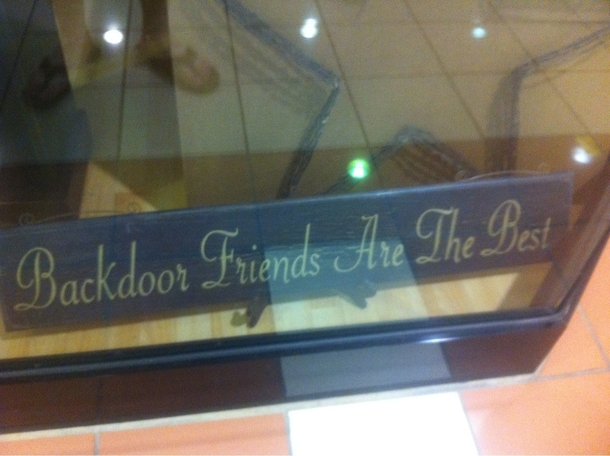 Backdoor Friends Are The Best